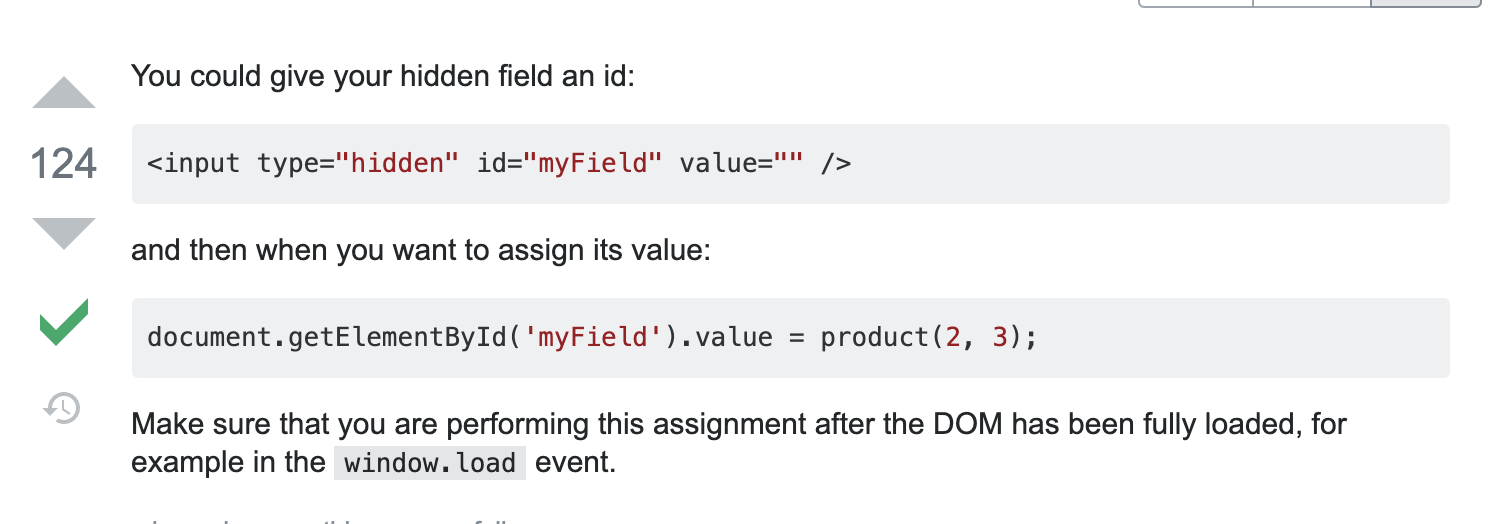 You could give your hidden field an id:
124
<input type="hidden" id="myField" value="" />
and then when you want to assign its value:
document.getElementById('myField').value = product(2, 3);
Make sure that you are performing this assignment after the DOM has been fully loaded, for
example in the window.load event.